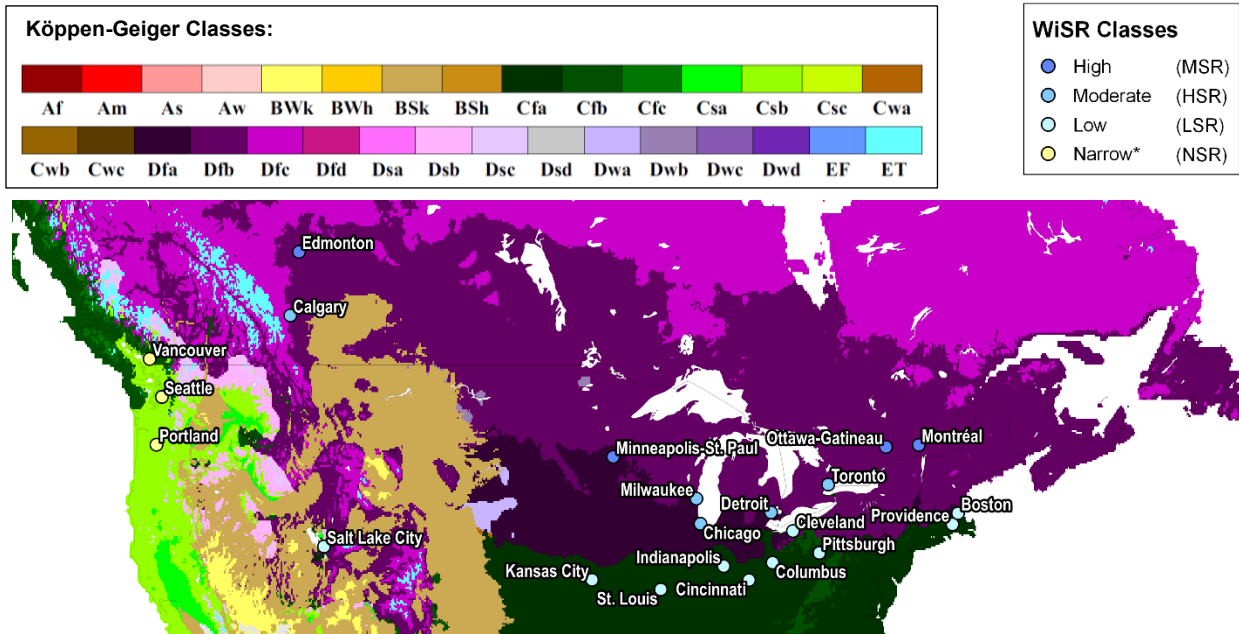 Köppen-Geiger Classes:
Af Am As Aw BWk BWh BSk BSh Cfa Cfb Cfc Csa Csb Csc Cwa
Cwb Cwc Dfa Dfb Dfc Dfd Dsa Dsb Dsc Dsd Dwa Dwb Dwc Dwd EF ET
WiSR Classes
High (MSR)
Moderate (HSR)
Low (LSR)
Narrow* (NSR)
Edmonton
Calgary
Vancouver
Seattle
Portland
Minneapolis-St. Paul
Ottawa-Gatineau
Montréal
Toronto
Milwaukee
Detroit
Providence
Boston
Cleveland
Chicago
Salt Lake City
Pittsburgh
Indianapolis
Columbus
Kansas City
Cincinnati
St. Louis